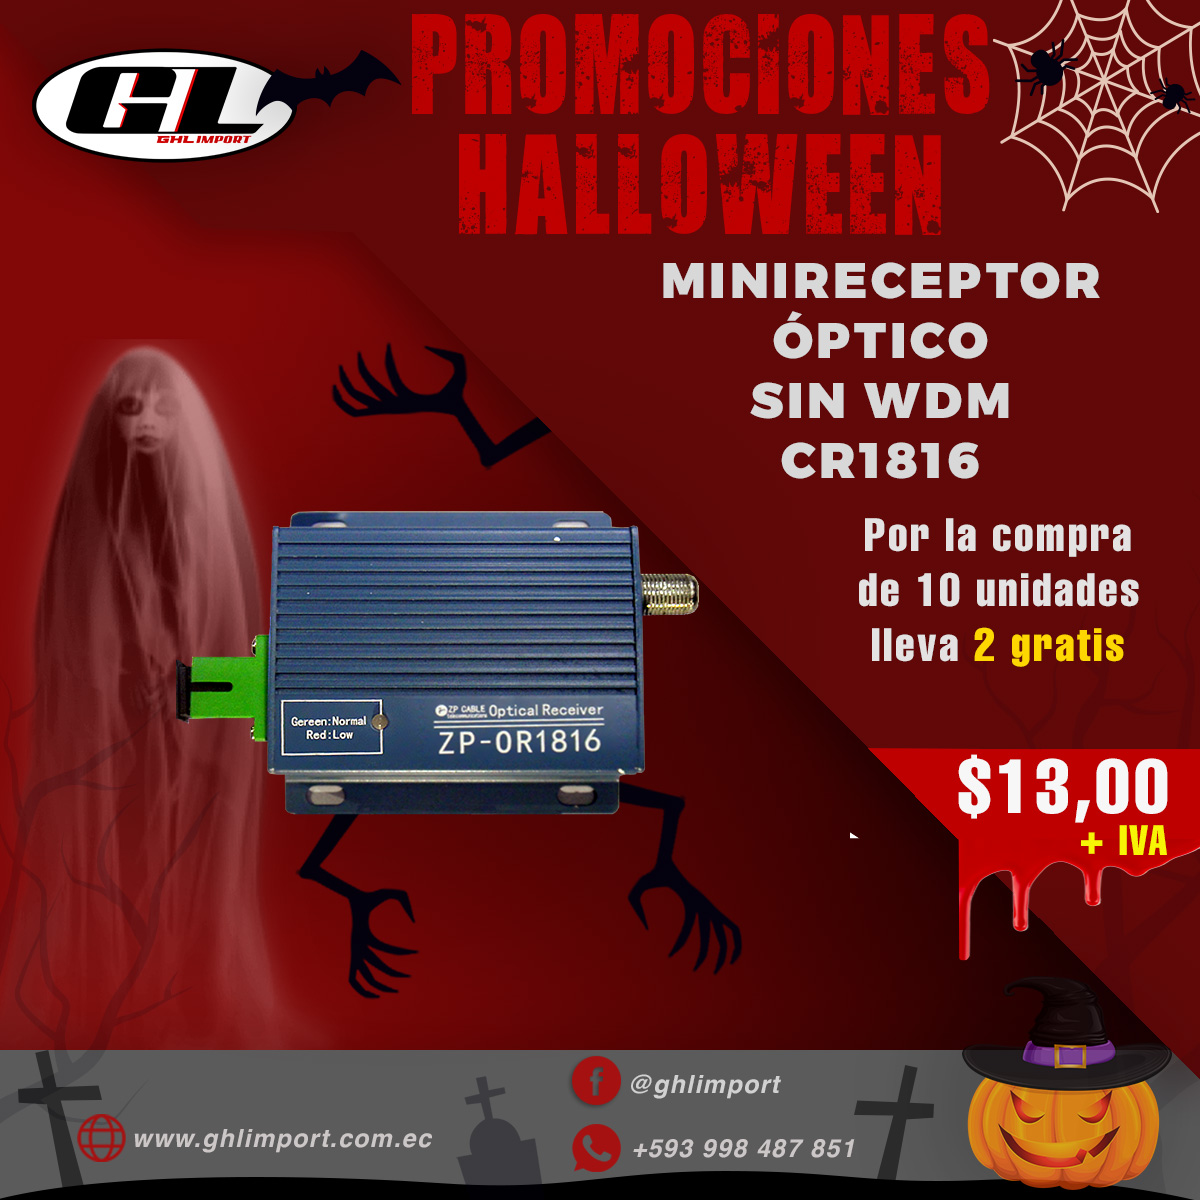 GHL IMPORT
PROMOCIONES
HALLOWEEN
MINIRECEPTOR
ÓPTICO
SIN WDM
CR1816
Por la compra
de 10 unidades
lleva 2 gratis
Gereen:Normal
Red:Low
ZP CABLE
telecommunications
Optical Receiver
ZP-OR1816
$13,00
+ IVA
@ghlimport
www.ghlimport.com.ec
+593 998 487 851